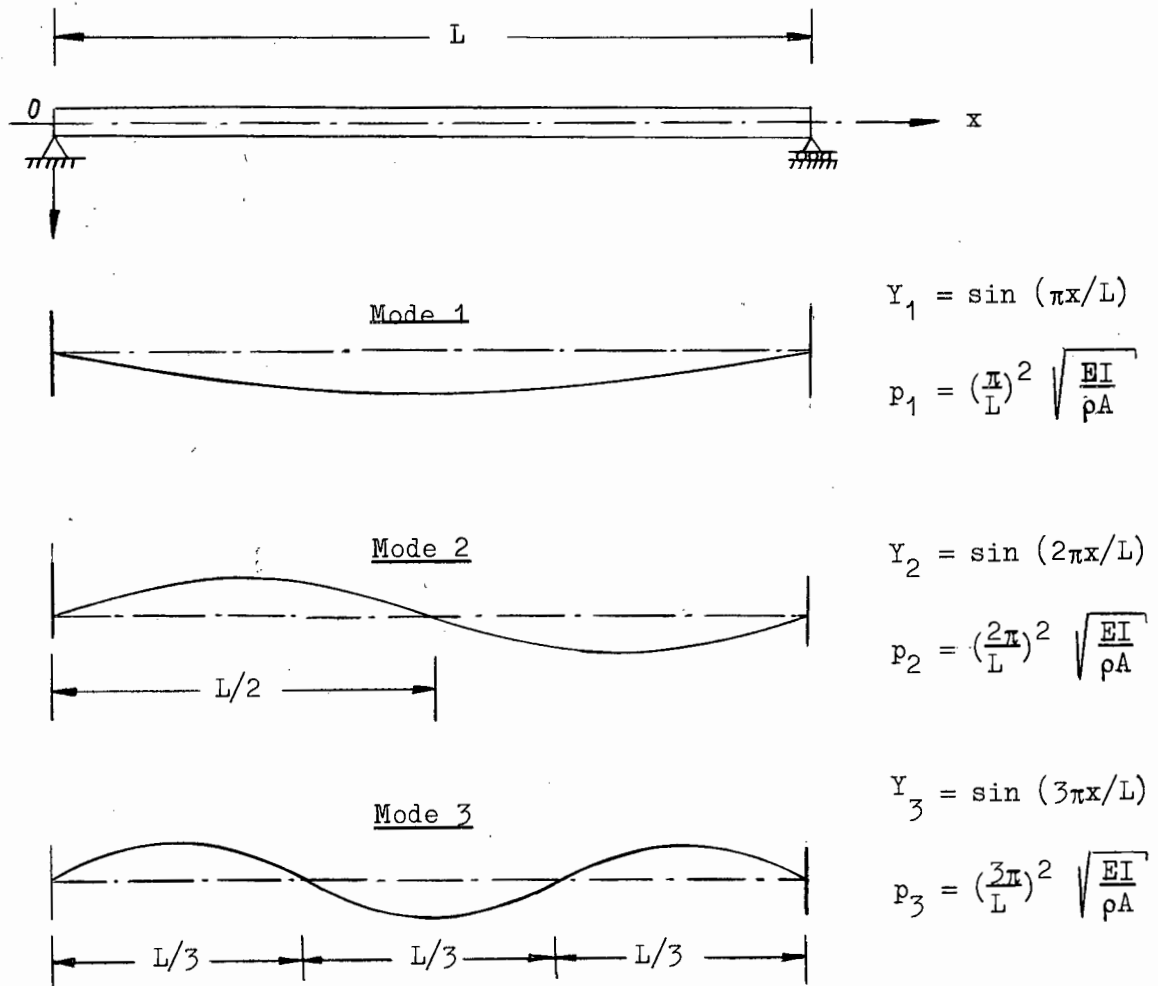 L
0
x
Mode 1
Y₁ = sin (πx/L)
p₁ = (π/L)² √(EI/ρA)
Mode 2
Y₂ = sin (2πx/L)
p₂ = (2π/L)² √(EI/ρA)
L/2
Mode 3
Y₃ = sin (3πx/L)
p₃ = (3π/L)² √(EI/ρA)
L/3 L/3 L/3